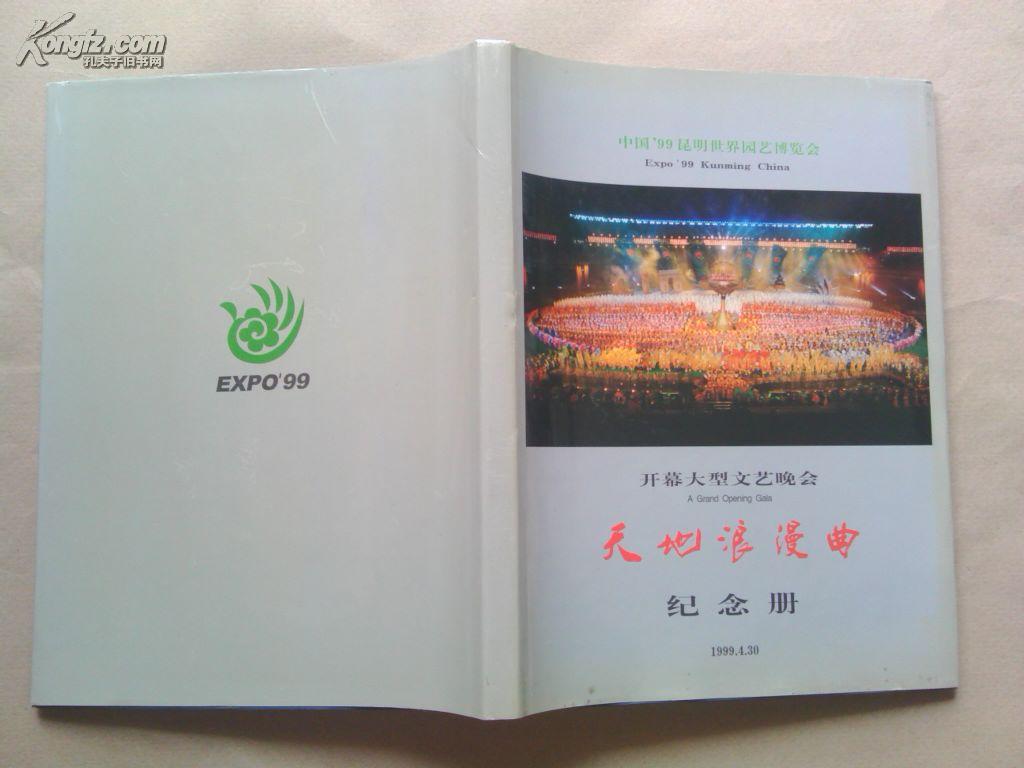 Kongfz.com
孔夫子旧书网
EXPO'99
中国'99昆明世界园艺博览会
Expo'99 Kunming China
开幕大型文艺晚会
A Grand Opening Gala
天地浪漫曲
纪念册
1999.4.30